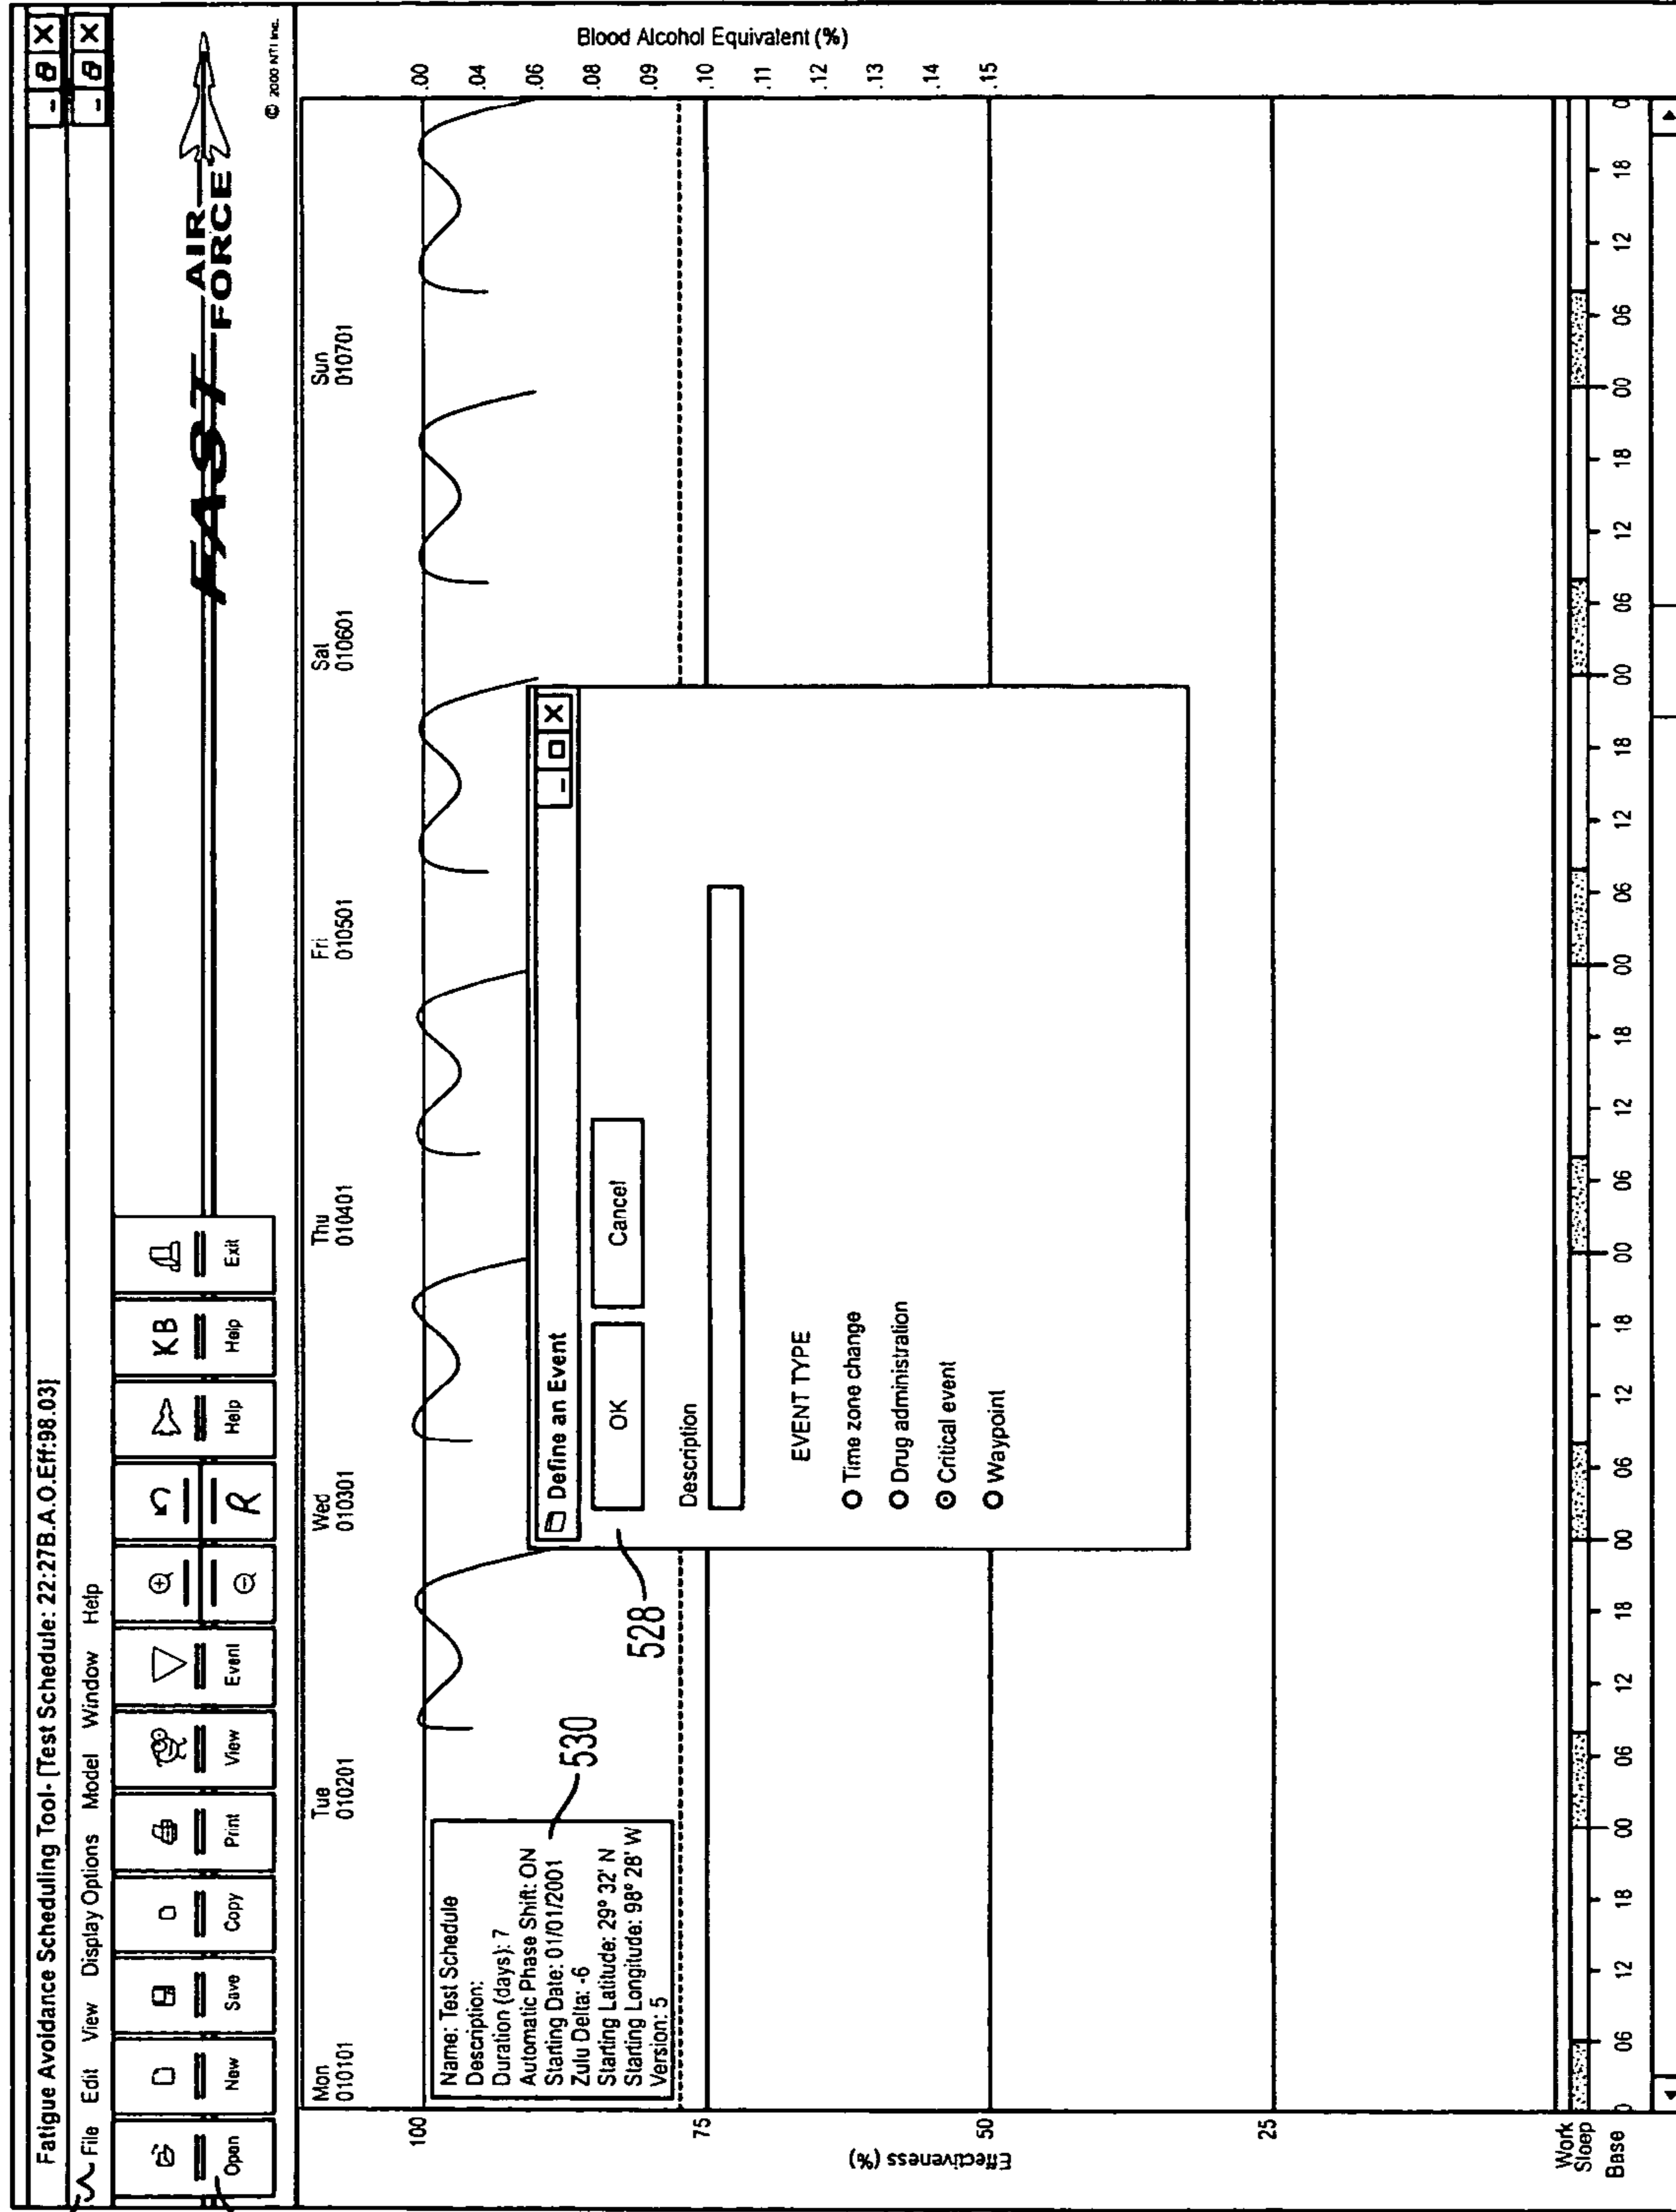 Fatigue Avoidance Scheduling Tool- [Test Schedule: 22:27B.A.O.Eff:98.03]
File Edit View Display Options Model Window Help
Open New Save Copy Print View Event R Help KB Help Exit
FAST AIR FORCE
© 2000 NTI Inc.
Mon 010101
Tue 010201
Wed 010301
Thu 010401
Fri 010501
Sat 010601
Sun 010701
Name: Test Schedule
Description:
Duration (days): 7
Automatic Phase Shift: ON
Starting Date: 01/01/2001
Zulu Delta: -6
Starting Latitude: 29° 32' N
Starting Longitude: 98° 28' W
Version: 5
530
528
Define an Event
OK Cancel
Description
EVENT TYPE
Time zone change
Drug administration
Critical event
Waypoint
Effectiveness (%)
100
75
50
25
Blood Alcohol Equivalent (%)
.00
.04
.06
.08
.09
.10
.11
.12
.13
.14
.15
Work
Sleep
Base
0 06 12 18 00 06 12 18 00 06 12 18 00 06 12 18 00 06 12 18 00 06 12 18 00 06 12 18 0